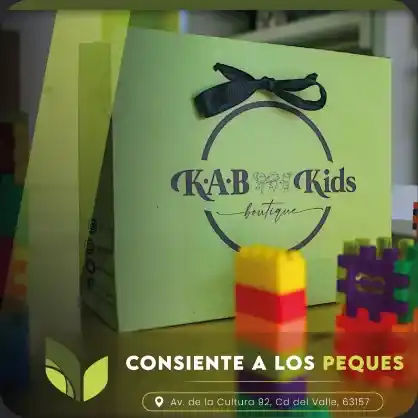 K·A·B Kids
boutique
CONSIENTE A LOS PEQUES
Av. de la Cultura 92, Cd del Valle, 63157